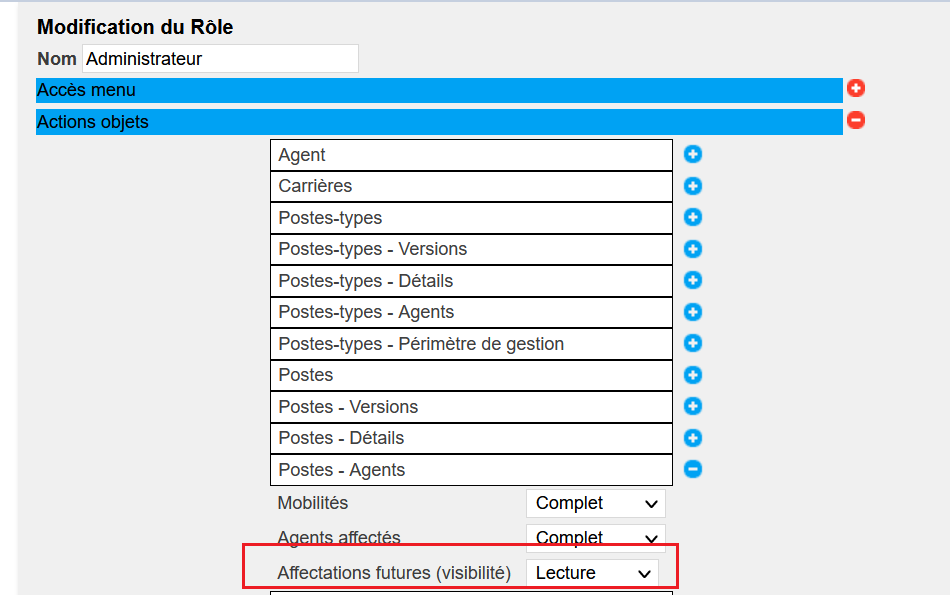 Modification du Rôle
Nom Administrateur
Accès menu
Actions objets
Agent
Carrières
Postes-types
Postes-types - Versions
Postes-types - Détails
Postes-types - Agents
Postes-types - Périmètre de gestion
Postes
Postes - Versions
Postes - Détails
Postes - Agents
Mobilités Complet
Agents affectés Complet
Affectations futures (visibilité) Lecture